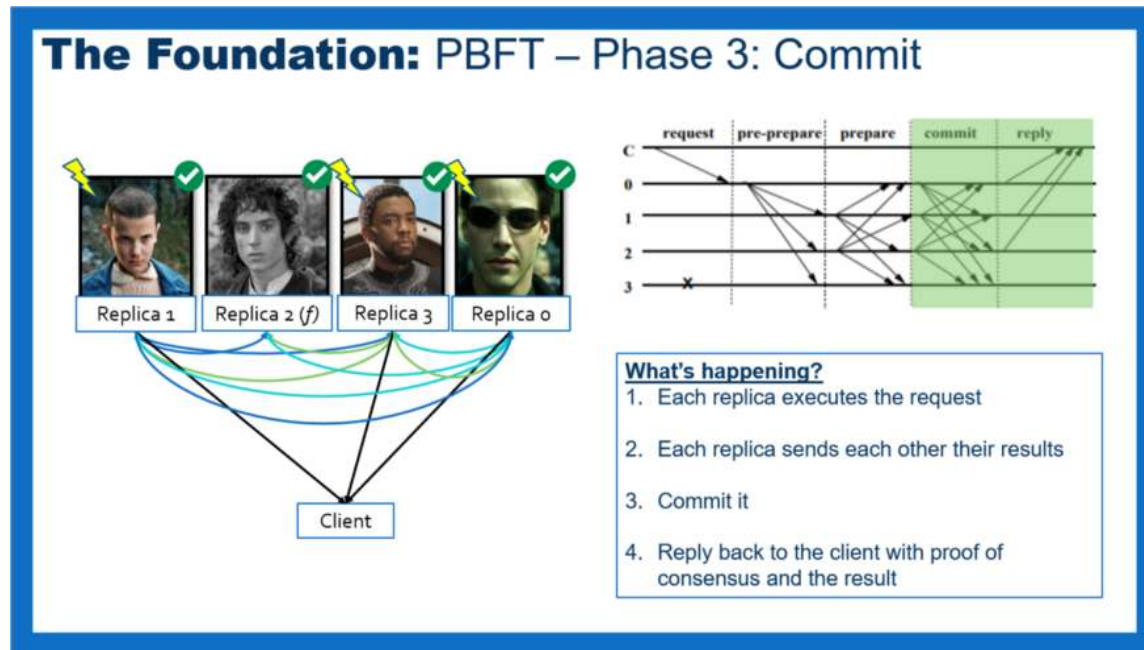 The Foundation: PBFT – Phase 3: Commit
Replica 1
Replica 2 (f)
Replica 3
Replica 0
Client
request pre-prepare prepare commit reply
C
0
1
2
3
X
What's happening?
1. Each replica executes the request
2. Each replica sends each other their results
3. Commit it
4. Reply back to the client with proof of
consensus and the result